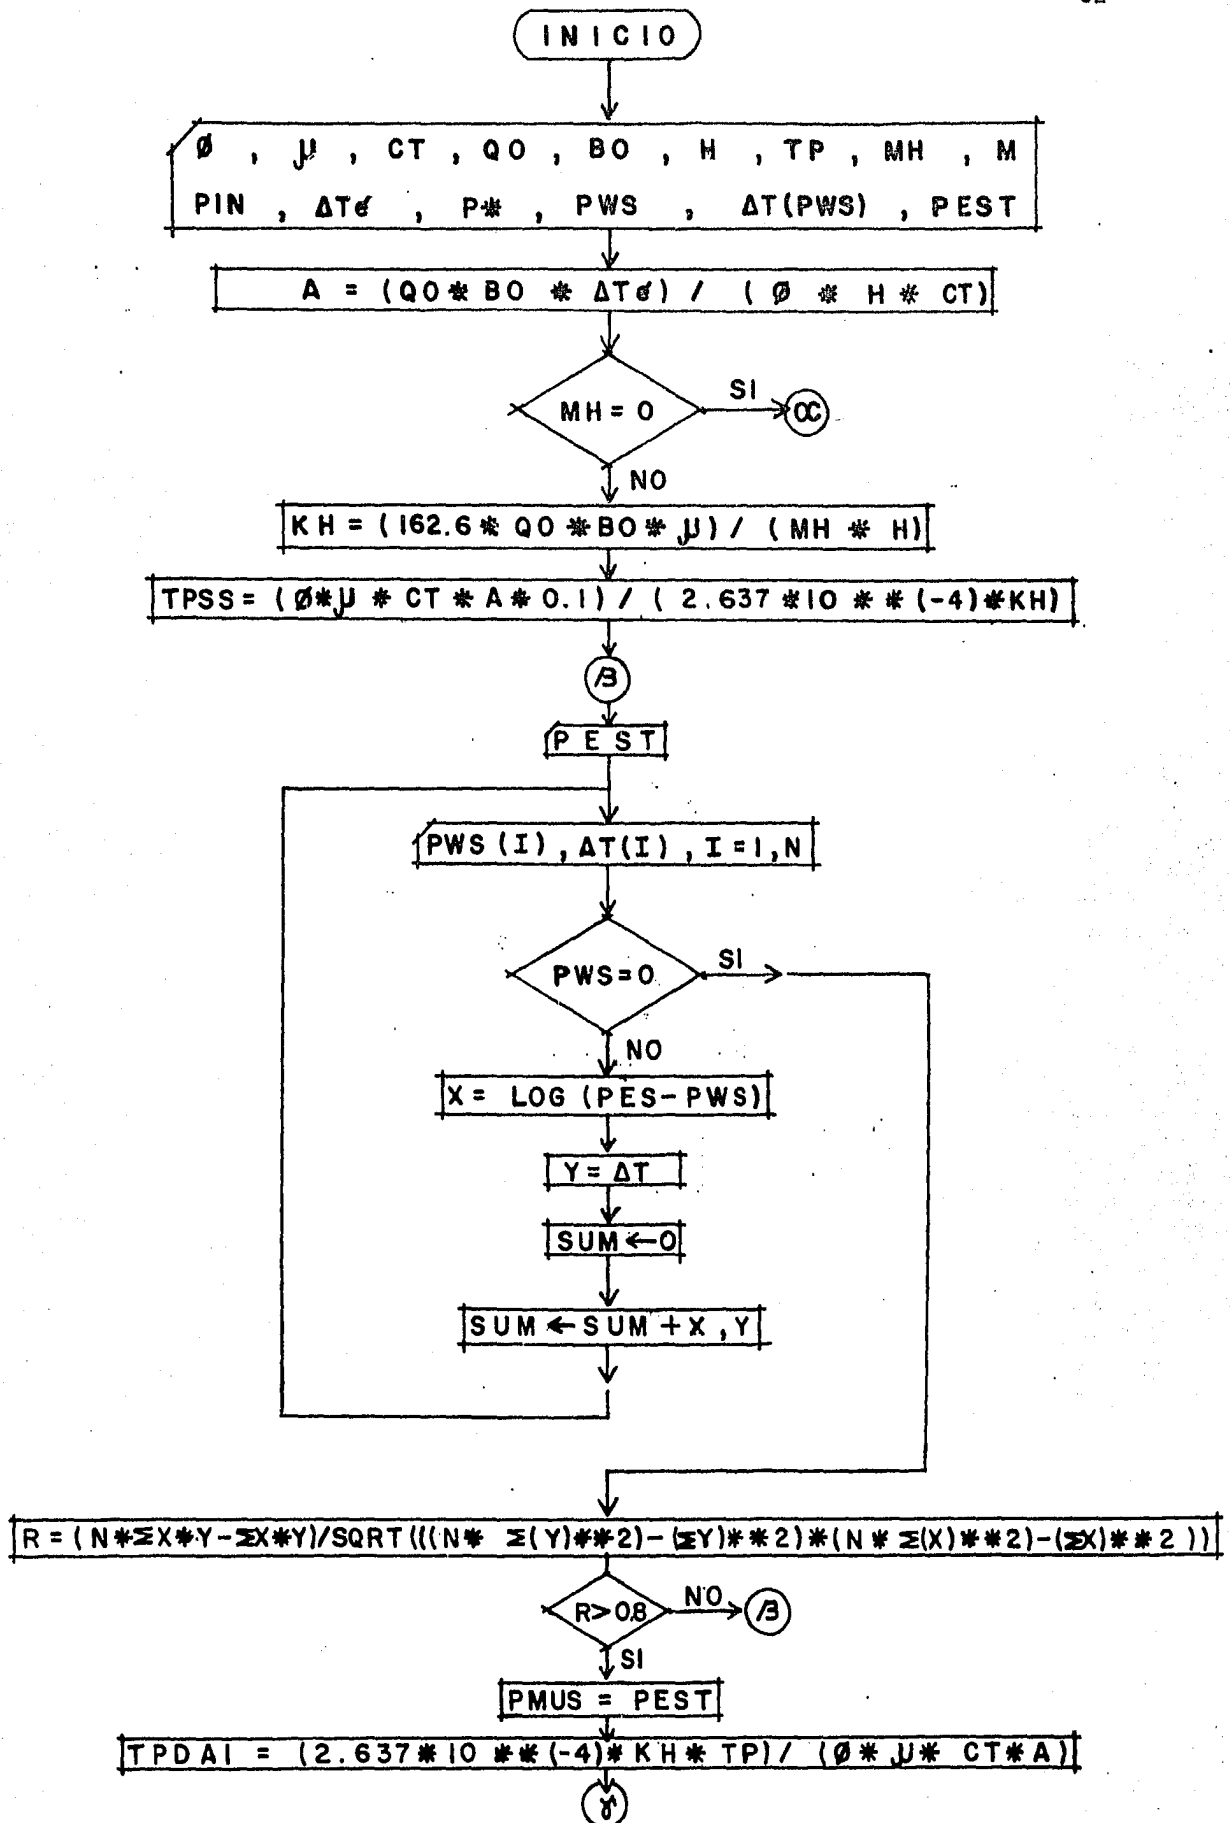 INICIO
Ø , μ , CT , QO , BO , H , TP , MH , M
PIN , ΔTσ , P* , PWS , ΔT(PWS) , PEST
A = (QO* BO * ΔTσ) / ( Ø * H * CT)
MH = 0
SI
α
NO
KH = (162.6 * QO * BO * μ) / (MH * H)
TPSS = (Ø*μ * CT * A * 0.1) / ( 2.637 *10 * * (-4)*KH)
β
PEST
PWS (I) , ΔT(I) , I = 1, N
PWS=0
SI
NO
X = LOG (PES-PWS)
Y = ΔT
SUM ← 0
SUM ← SUM + X , Y
R = (N*ΣX*Y-ΣX*Y)/SQRT(((N* Σ(Y)**2)-(ΣY)**2)*(N * Σ(X)**2)-(ΣX)**2 ))
R> 0.8
NO
β
SI
PMUS = PEST
TPDAI = (2.637*10 **(-4)* KH* TP) / (Ø* μ* CT*A)
γ